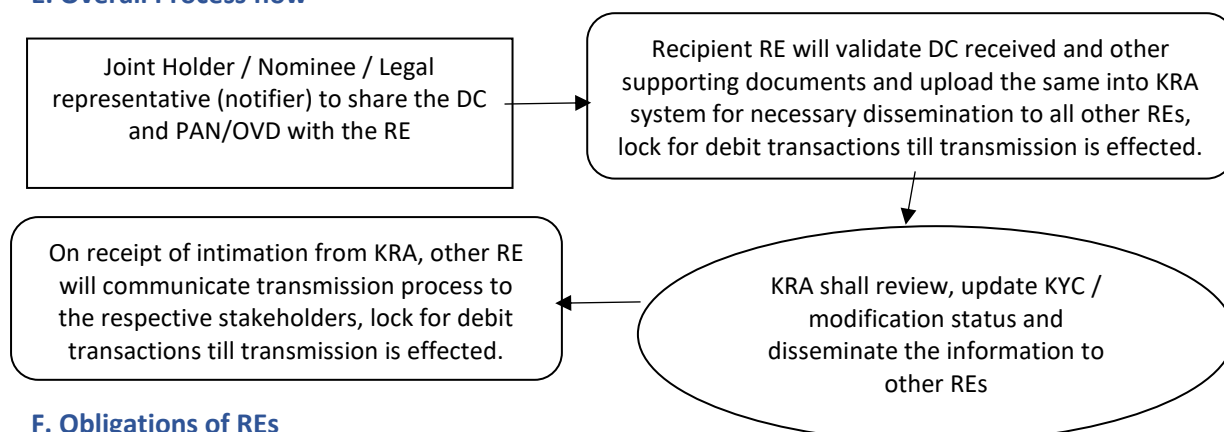 E. Overall Process flow
Joint Holder / Nominee / Legal
representative (notifier) to share the DC
and PAN/OVD with the RE
Recipient RE will validate DC received and other
supporting documents and upload the same into KRA
system for necessary dissemination to all other REs,
lock for debit transactions till transmission is effected.
KRA shall review, update KYC /
modification status and
disseminate the information to
other REs
On receipt of intimation from KRA, other RE
will communicate transmission process to
the respective stakeholders, lock for debit
transactions till transmission is effected.
F. Obligations of REs